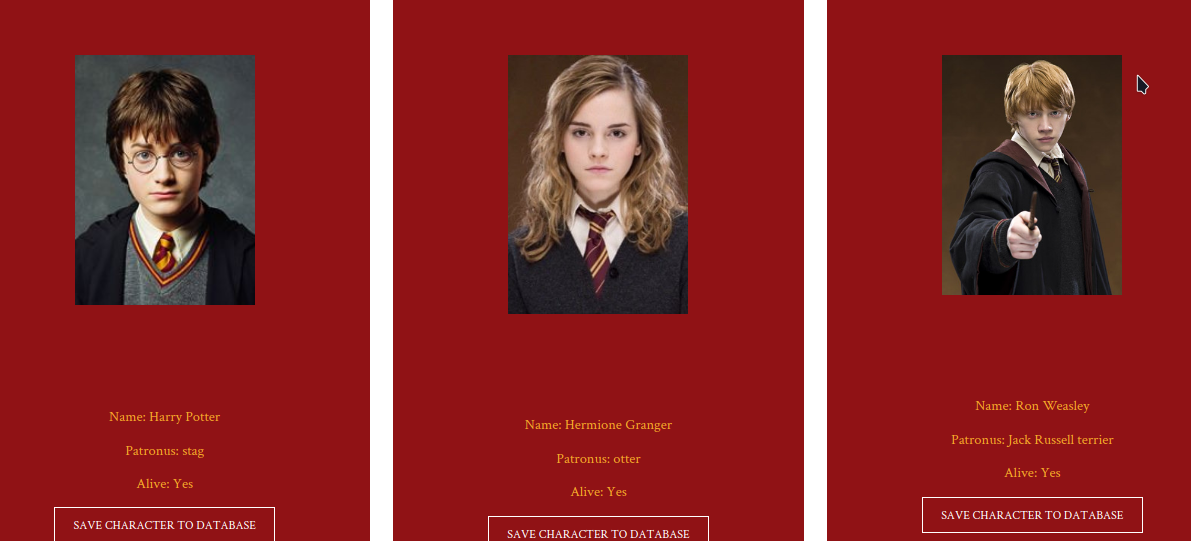 Name: Harry Potter
Patronus: stag
Alive: Yes
SAVE CHARACTER TO DATABASE
Name: Hermione Granger
Patronus: otter
Alive: Yes
SAVE CHARACTER TO DATABASE
Name: Ron Weasley
Patronus: Jack Russell terrier
Alive: Yes
SAVE CHARACTER TO DATABASE